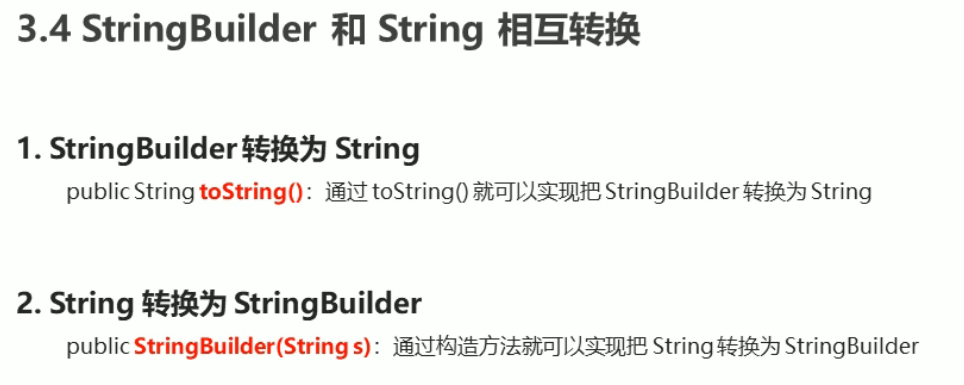 3.4 StringBuilder 和 String 相互转换
1. StringBuilder 转换为 String
public String toString()：通过 toString() 就可以实现把 StringBuilder 转换为 String
2. String 转换为 StringBuilder
public StringBuilder(String s)：通过构造方法就可以实现把 String 转换为 StringBuilder